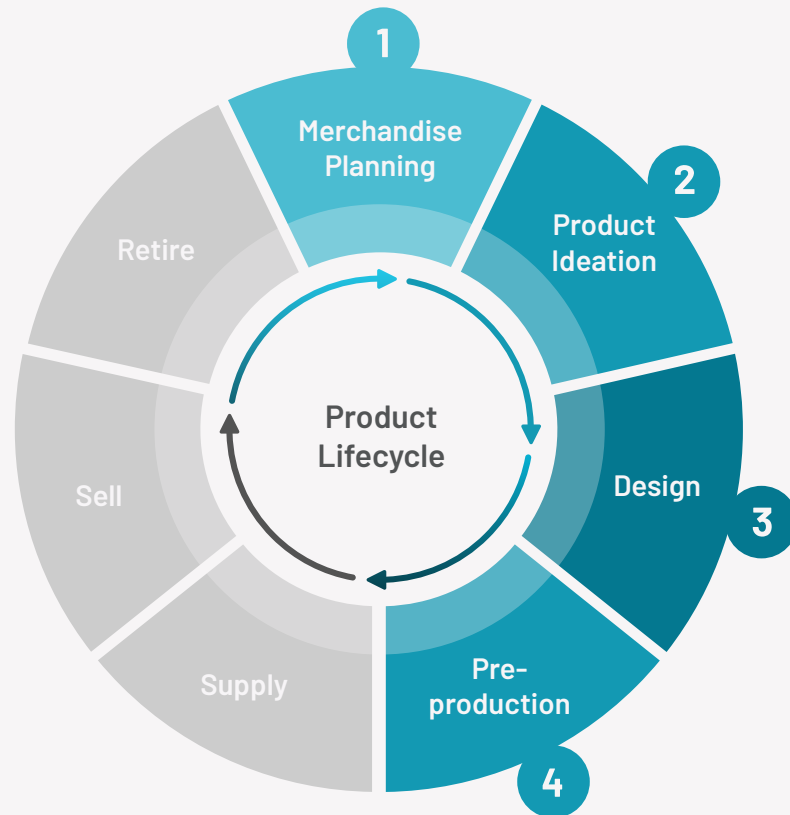 1
Merchandise
Planning
2
Product
Ideation
3
Design
4
Pre-
production
Supply
Sell
Retire
Product
Lifecycle